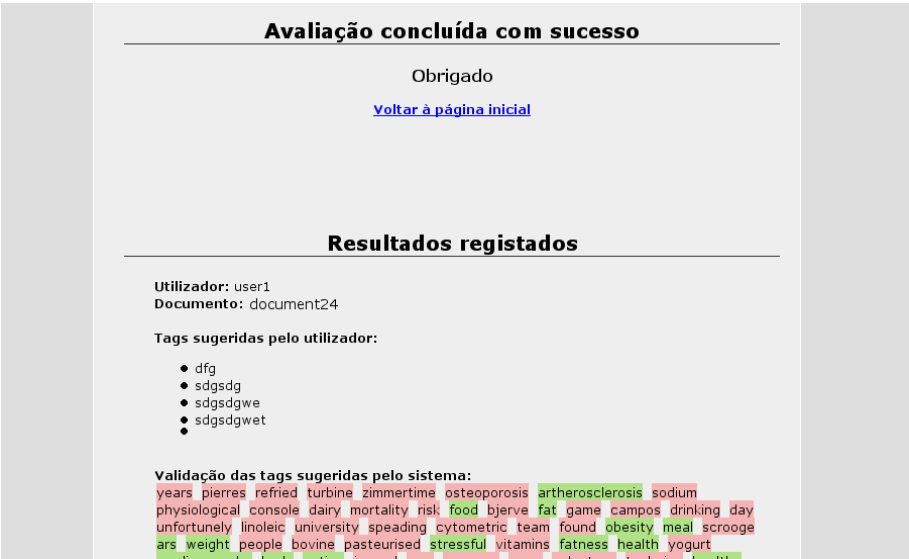 Avaliação concluída com sucesso
Obrigado
Voltar à página inicial
Resultados registados
Utilizador: user1
Documento: document24
Tags sugeridas pelo utilizador:
dfg
sdgsdg
sdgsdgwe
sdgsdgwet
Validação das tags sugeridas pelo sistema:
years pierres refried turbine zimmertime osteoporosis artherosclerosis sodium
physiological console dairy mortality risk food bjerve fat game campos drinking day
unfortunely linoleic university speading cytometric team found obesity meal scrooge
ars weight people bovine pasteurised stressful vitamins fatness health yogurt